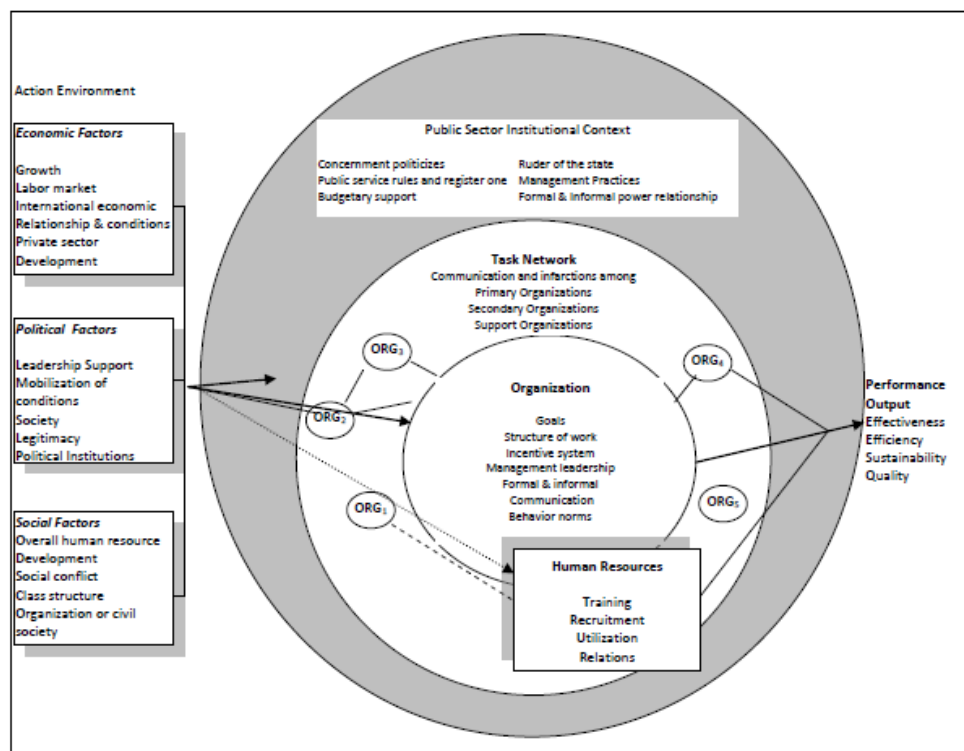 Action Environment
Economic Factors
Growth
Labor market
International economic
Relationship & conditions
Private sector
Development
Political Factors
Leadership Support
Mobilization of
conditions
Society
Legitimacy
Political Institutions
Social Factors
Overall human resource
Development
Social conflict
Class structure
Organization or civil
society
Public Sector Institutional Context
Concernment politicizes
Public service rules and register one
Budgetary support
Ruder of the state
Management Practices
Formal & Informal power relationship
Task Network
Communication and infarctions among
Primary Organizations
Secondary Organizations
Support Organizations
ORG3
ORG4
ORG2
ORG1
ORG5
Organization
Goals
Structure of work
Incentive system
Management leadership
Formal & informal
Communication
Behavior norms
Human Resources
Training
Recruitment
Utilization
Relations
Performance
Output
Effectiveness
Efficiency
Sustainability
Quality